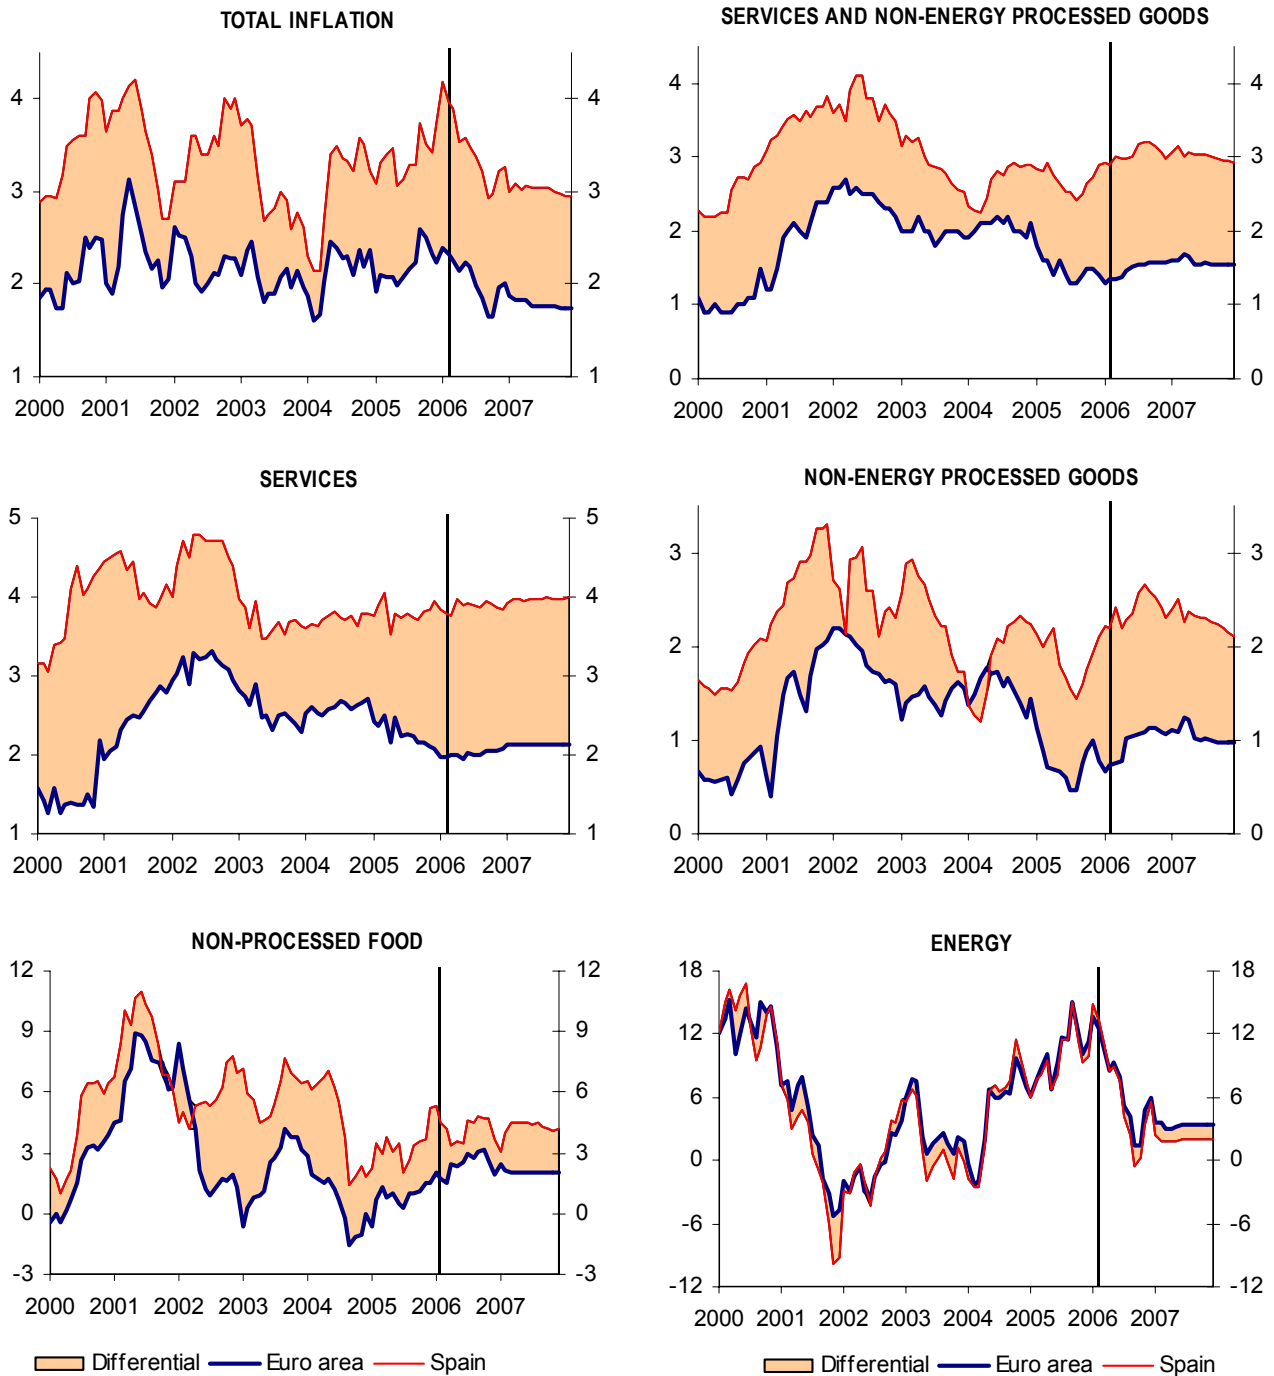 TOTAL INFLATION
4 4
3 3
2 2
1 1
2000 2001 2002 2003 2004 2005 2006 2007
SERVICES AND NON-ENERGY PROCESSED GOODS
4 4
3 3
2 2
1 1
0 0
2000 2001 2002 2003 2004 2005 2006 2007
SERVICES
5 5
4 4
3 3
2 2
1 1
2000 2001 2002 2003 2004 2005 2006 2007
NON-ENERGY PROCESSED GOODS
3 3
2 2
1 1
0 0
2000 2001 2002 2003 2004 2005 2006 2007
NON-PROCESSED FOOD
12 12
9 9
6 6
3 3
0 0
-3 -3
2000 2001 2002 2003 2004 2005 2006 2007
Differential Euro area Spain
ENERGY
18 18
12 12
6 6
0 0
-6 -6
-12 -12
2000 2001 2002 2003 2004 2005 2006 2007
Differential Euro area Spain